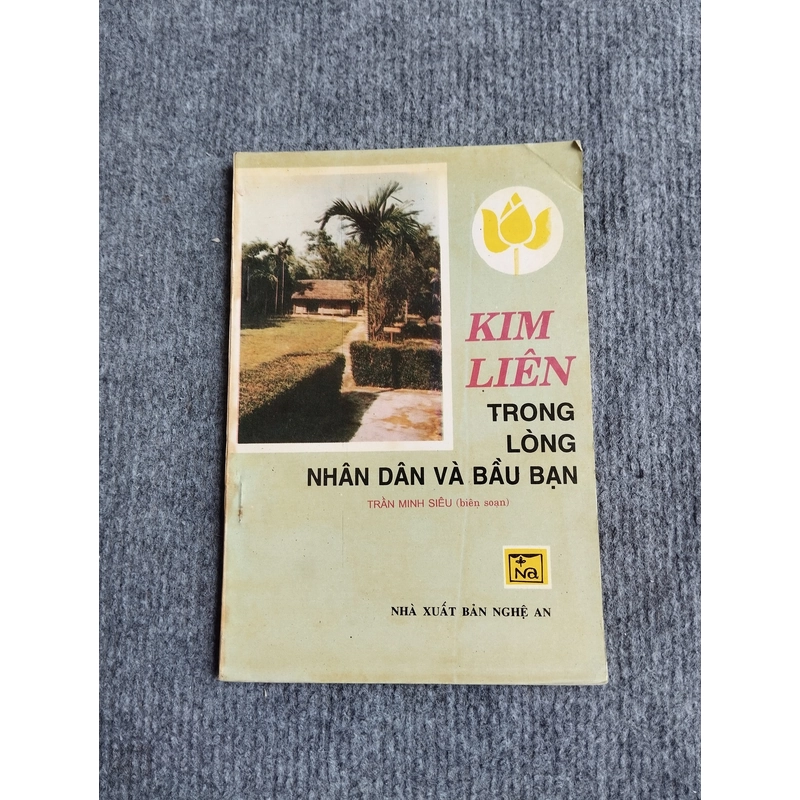 KIM
LIÊN
TRONG
LÒNG
NHÂN DÂN VÀ BẦU BẠN
TRẦN MINH SIÊU (biên soạn)
Na
NHÀ XUẤT BẢN NGHỆ AN